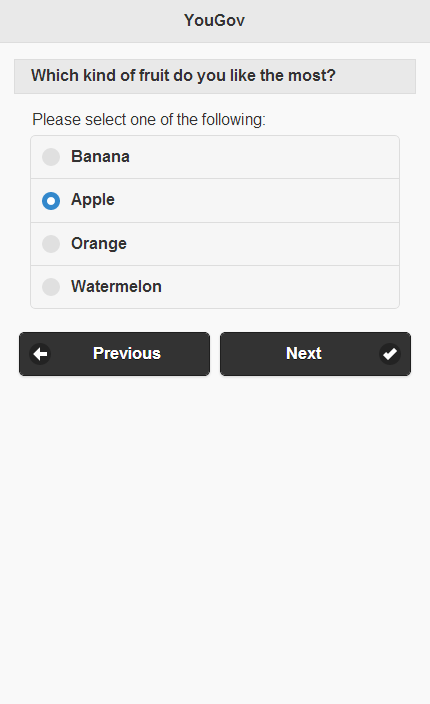 YouGov
Which kind of fruit do you like the most?
Please select one of the following:
Banana
Apple
Orange
Watermelon
Previous
Next